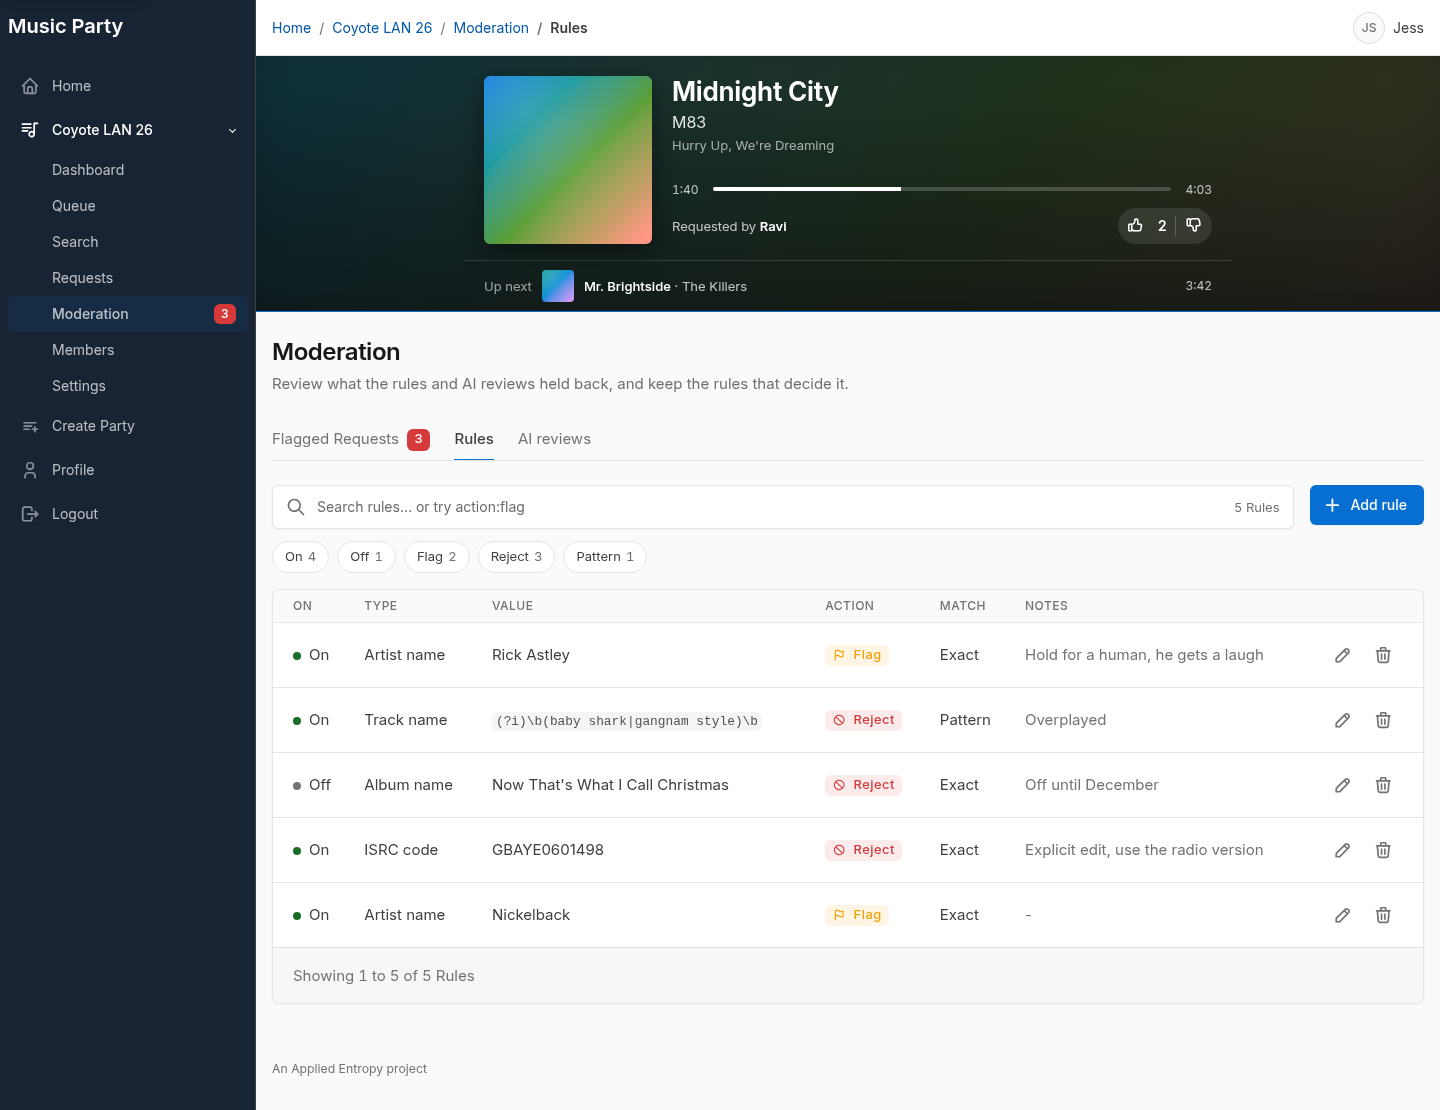 Music Party
Home
Coyote LAN 26
Dashboard
Queue
Search
Requests
Moderation 3
Members
Settings
Create Party
Profile
Logout
Home / Coyote LAN 26 / Moderation / Rules
JS Jess
Midnight City
M83
Hurry Up, We're Dreaming
1:40 4:03
Requested by Ravi
2
Up next Mr. Brightside · The Killers 3:42
Moderation
Review what the rules and AI reviews held back, and keep the rules that decide it.
Flagged Requests 3 Rules AI reviews
Search rules... or try action:flag 5 Rules
Add rule
On 4 Off 1 Flag 2 Reject 3 Pattern 1
ON TYPE VALUE ACTION MATCH NOTES
On Artist name Rick Astley Flag Exact Hold for a human, he gets a laugh
On Track name (?i)\b(baby shark|gangnam style)\b Reject Pattern Overplayed
Off Album name Now That's What I Call Christmas Reject Exact Off until December
On ISRC code GBAYE0601498 Reject Exact Explicit edit, use the radio version
On Artist name Nickelback Flag Exact -
Showing 1 to 5 of 5 Rules
An Applied Entropy project